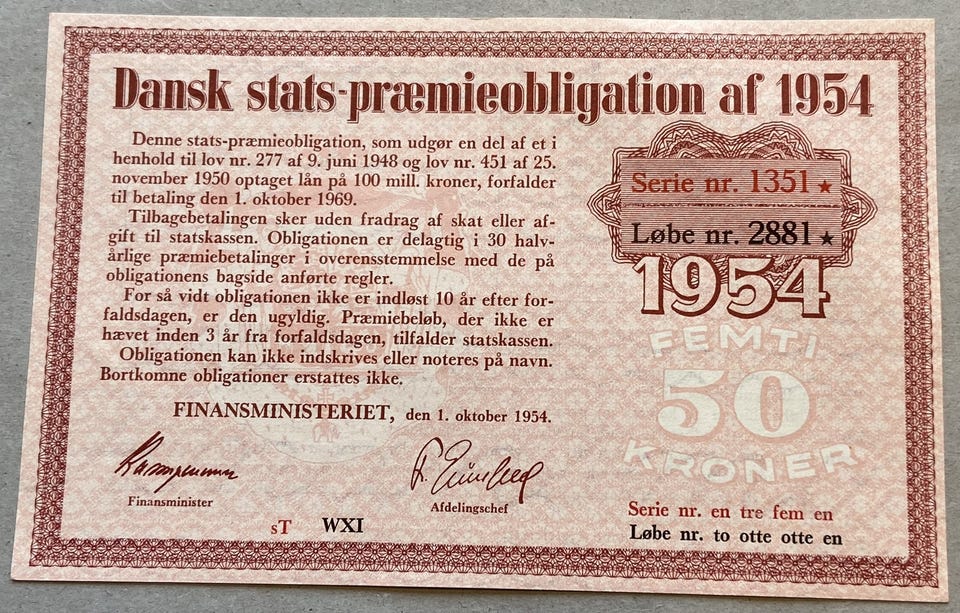 Dansk stats-præmieobligation af 1954
Denne stats-præmieobligation, som udgør en del af et i
henhold til lov nr. 277 af 9. juni 1948 og lov nr. 451 af 25.
november 1950 optaget lån på 100 mill. kroner, forfalder
til betaling den 1. oktober 1969.
Tilbagebetalingen sker uden fradrag af skat eller af-
gift til statskassen. Obligationen er delagtig i 30 halv-
årlige præmiebetalinger i overensstemmelse med de på
obligationens bagside anførte regler.
For så vidt obligationen ikke er indløst 10 år efter for-
faldsdagen, er den ugyldig. Præmiebeløb, der ikke er
hævet inden 3 år fra forfaldsdagen, tilfalder statskassen.
Obligationen kan ikke indskrives eller noteres på navn.
Bortkomne obligationer erstattes ikke.
FINANSMINISTERIET, den 1. oktober 1954.
Finansminister
Afdelingschef
sT WXI
Serie nr. 1351 ★
Løbe nr. 2881 ★
1954
FEMTI
50
KRONER
Serie nr. en tre fem en
Løbe nr. to otte otte en